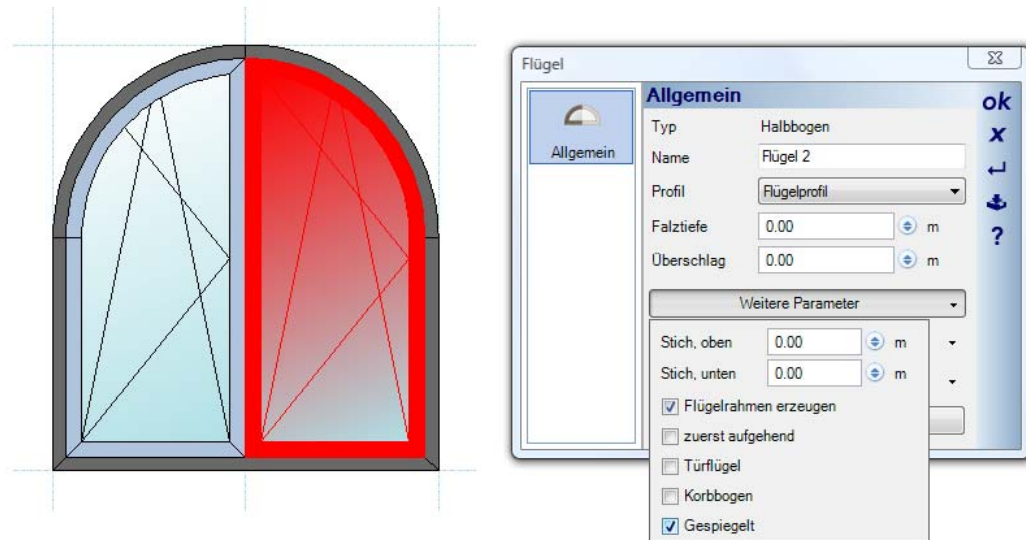 Flügel
Allgemein
Allgemein
Typ Halbbogen
Name Flügel 2
Profil Flügelprofil
Falztiefe 0.00 m
Überschlag 0.00 m
Weitere Parameter
Stich, oben 0.00 m
Stich, unten 0.00 m
Flügelrahmen erzeugen
zuerst aufgehend
Türflügel
Korbbogen
Gespiegelt
ok
x
?